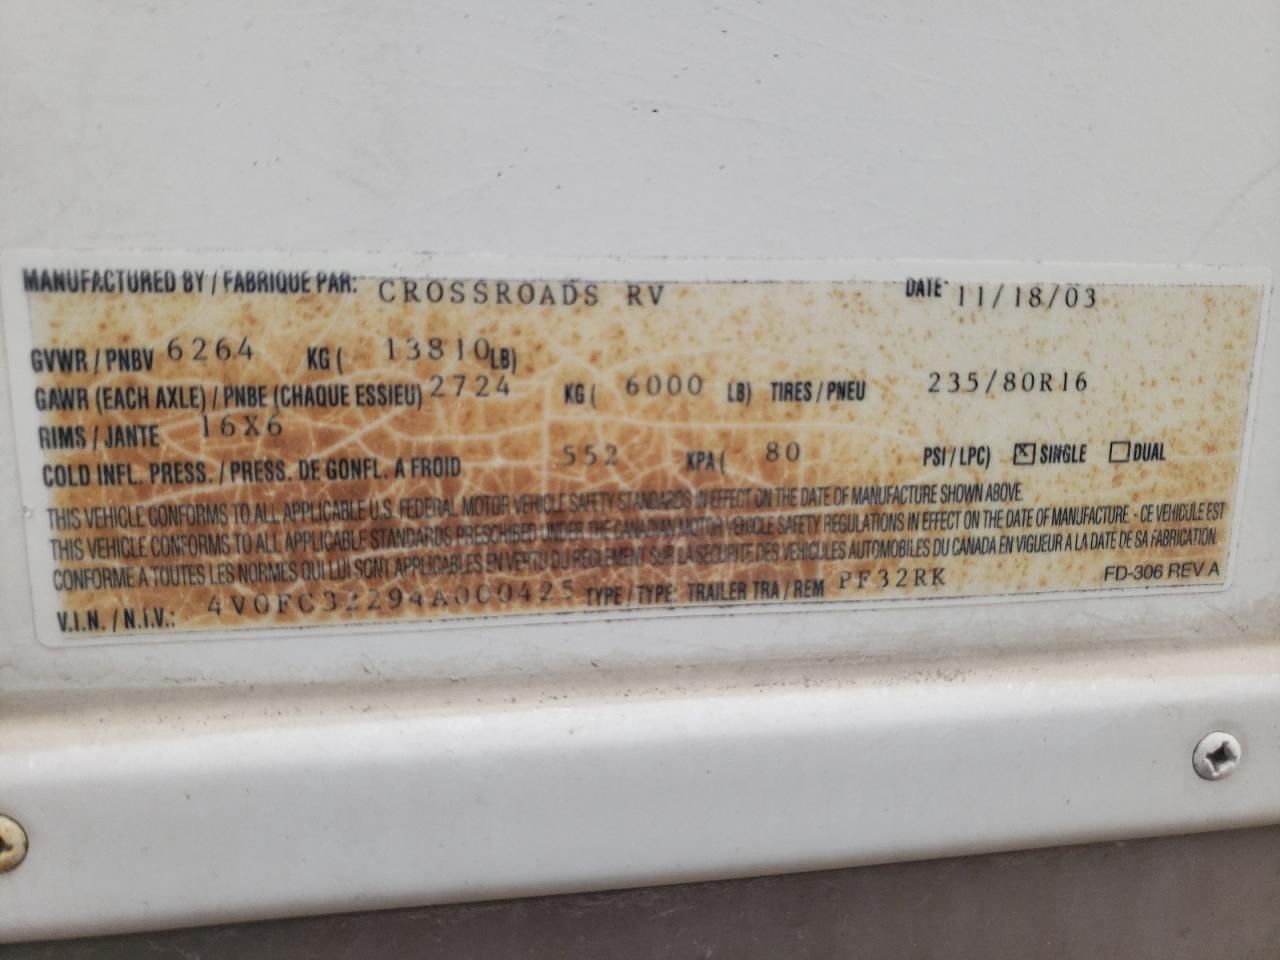 MANUFACTURED BY / FABRIQUE PAR: CROSSROADS RV DATE 11/18/03
GVWR / PNBV 6264 KG ( 13810 LB)
GAWR (EACH AXLE) / PNBE (CHAQUE ESSIEU) 2724 KG ( 6000 LB) TIRES / PNEU 235/80R16
RIMS / JANTE 16X6
COLD INFL. PRESS. / PRESS. DE GONFL. A FROID 552 KPA ( 80 PSI / LPC) ☒ SINGLE ☐ DUAL
THIS VEHICLE CONFORMS TO ALL APPLICABLE U.S. FEDERAL MOTOR VEHICLE SAFETY STANDARDS IN EFFECT ON THE DATE OF MANUFACTURE SHOWN ABOVE.
THIS VEHICLE CONFORMS TO ALL APPLICABLE STANDARDS PRESCRIBED UNDER THE CANADIAN MOTOR VEHICLE SAFETY REGULATIONS IN EFFECT ON THE DATE OF MANUFACTURE. - CE VEHICULE EST
CONFORME A TOUTES LES NORMES QUI LUI SONT APPLICABLES EN VERTU DU REGLEMENT SUR LA SECURITE DES VEHICULES AUTOMOBILES DU CANADA EN VIGUEUR A LA DATE DE SA FABRICATION.
V.I.N. / N.I.V.: 4V0FC32294A000425 TYPE / TYPE: TRAILER TRA / REM PF32RK FD-306 REV A